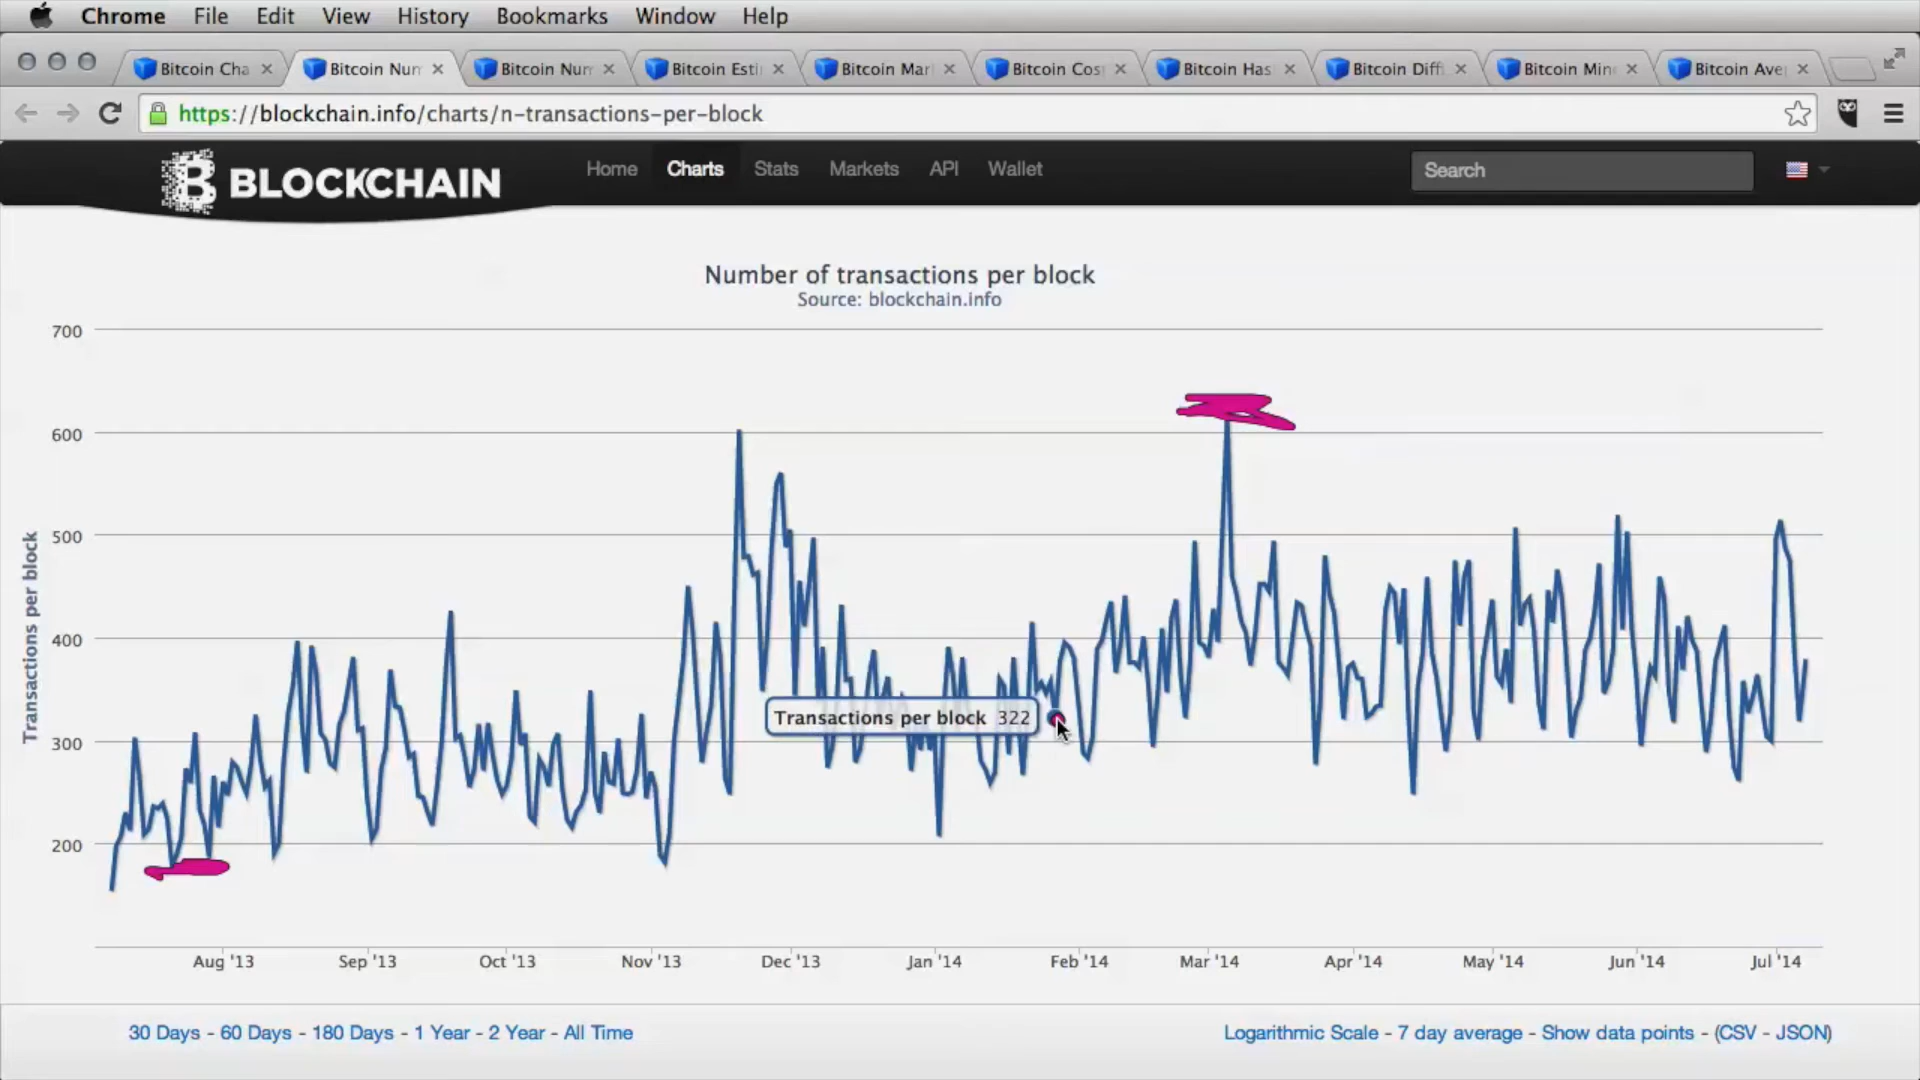 Chrome File Edit View History Bookmarks Window Help
Bitcoin Cha Bitcoin Num Bitcoin Num Bitcoin Esti Bitcoin Mar Bitcoin Cos Bitcoin Has Bitcoin Diff Bitcoin Min Bitcoin Ave
https://blockchain.info/charts/n-transactions-per-block
BLOCKCHAIN Home Charts Stats Markets API Wallet Search
Number of transactions per block
Source: blockchain.info
Transactions per block
700
600
500
400
300
200
Transactions per block 322
Aug '13 Sep '13 Oct '13 Nov '13 Dec '13 Jan '14 Feb '14 Mar '14 Apr '14 May '14 Jun '14 Jul '14
30 Days - 60 Days - 180 Days - 1 Year - 2 Year - All Time
Logarithmic Scale - 7 day average - Show data points - (CSV - JSON)